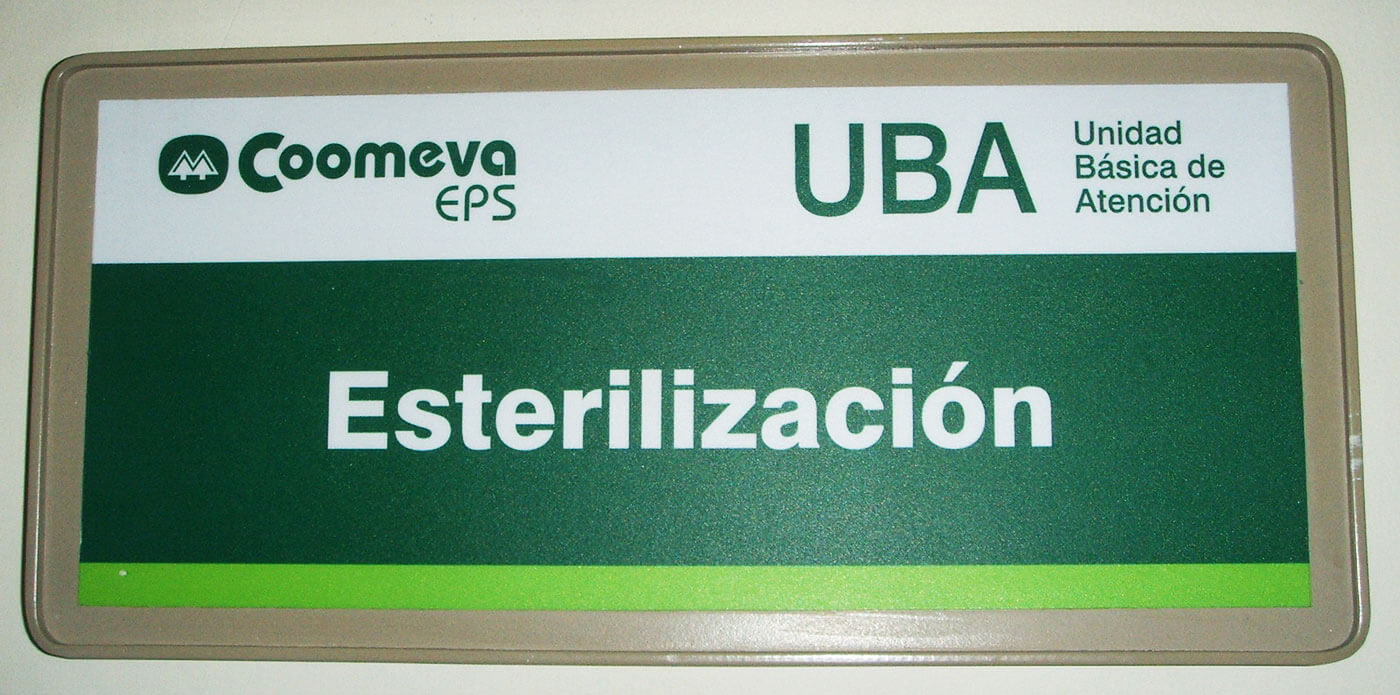 Coomeva
EPS
UBA
Unidad
Básica de
Atención
Esterilización